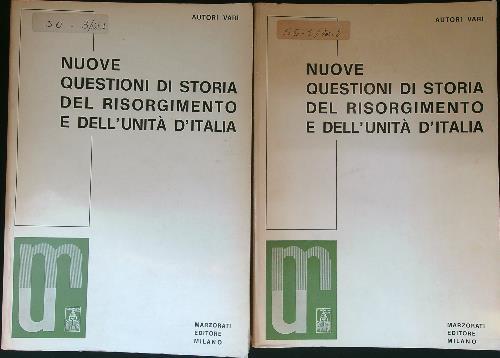 AUTORI VARI
NUOVE
QUESTIONI DI STORIA
DEL RISORGIMENTO
E DELL'UNITÀ D'ITALIA
MARZORATI
EDITORE
MILANO
AUTORI VARI
NUOVE
QUESTIONI DI STORIA
DEL RISORGIMENTO
E DELL'UNITÀ D'ITALIA
MARZORATI
EDITORE
MILANO